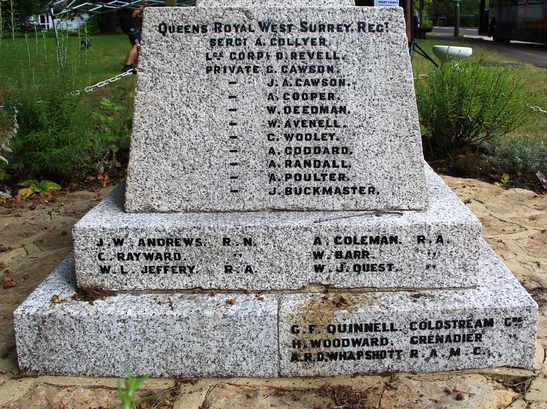 QUEENS ROYAL WEST SURREY. REGT
SERGT A. COLLYER.
LCE CORPL O. REVELL.
PRIVATE G. CAWSON.
– J. A. CAWSON.
– A. COOPER.
– W. DEEDMAN.
– W. AVENELL.
– G. WOOLEY.
– A. GODDARD.
– A. RANDALL.
– A. POULTER.
– J. BUCKMASTER.
J. W. ANDREWS. R. N.
C. RAYWARD. "
W. L. JEFFERY. R. A.
A. COLEMAN. R. A.
W. BARR. "
W. J. QUEST. "
G. F. QUINNELL. COLDSTREAM GDS
H. WOODWARD. GRENADIER "
A. R. D. WHAPSHOTT R. A. M. C.